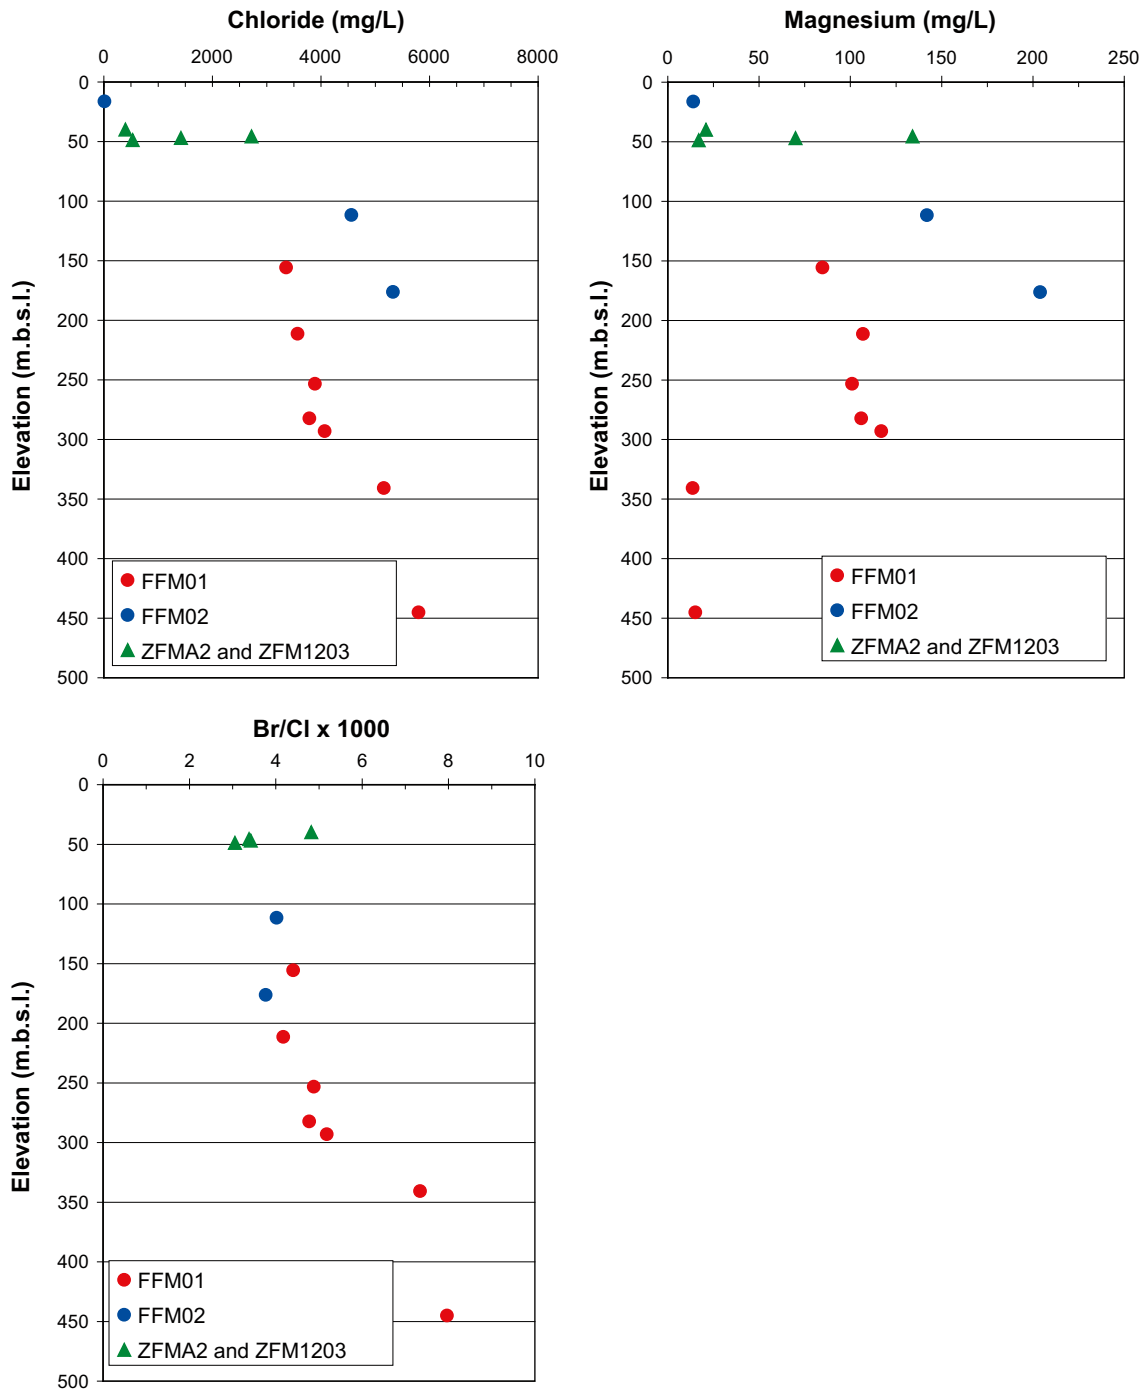 Chloride (mg/L)
0 2000 4000 6000 8000
0
50
100
150
200
250
300
350
400
450
500
Elevation (m.b.s.l.)
FFM01
FFM02
ZFMA2 and ZFM1203
Magnesium (mg/L)
0 50 100 150 200 250
0
50
100
150
200
250
300
350
400
450
500
Elevation (m.b.s.l.)
FFM01
FFM02
ZFMA2 and ZFM1203
Br/Cl x 1000
0 2 4 6 8 10
0
50
100
150
200
250
300
350
400
450
500
Elevation (m.b.s.l.)
FFM01
FFM02
ZFMA2 and ZFM1203